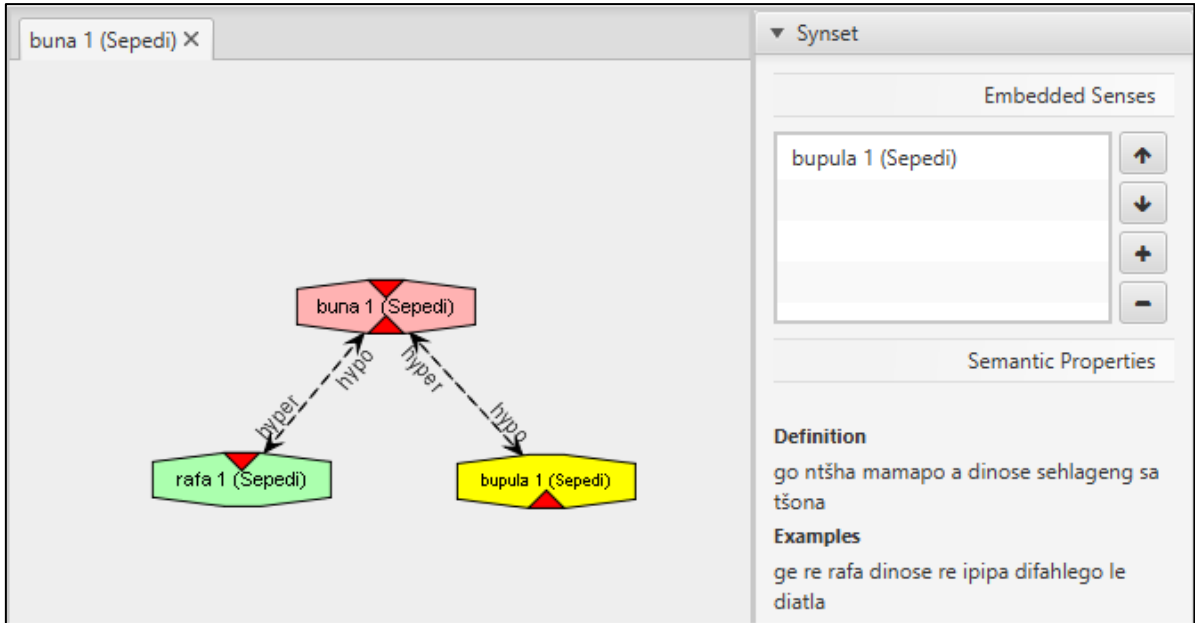 buna 1 (Sepedi)
buna 1 (Sepedi)
hypo
hyper
hyper
hypo
rafa 1 (Sepedi)
bupula 1 (Sepedi)
Synset
Embedded Senses
bupula 1 (Sepedi)
Semantic Properties
Definition
go ntšha mamapo a dinose sehlageng sa
tšona
Examples
ge re rafa dinose re ipipa difahlego le
diatla